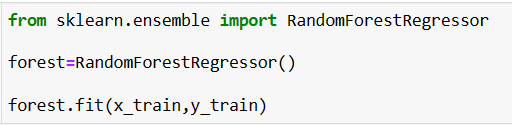 from sklearn.ensemble import RandomForestRegressor
forest=RandomForestRegressor()
forest.fit(x_train,y_train)